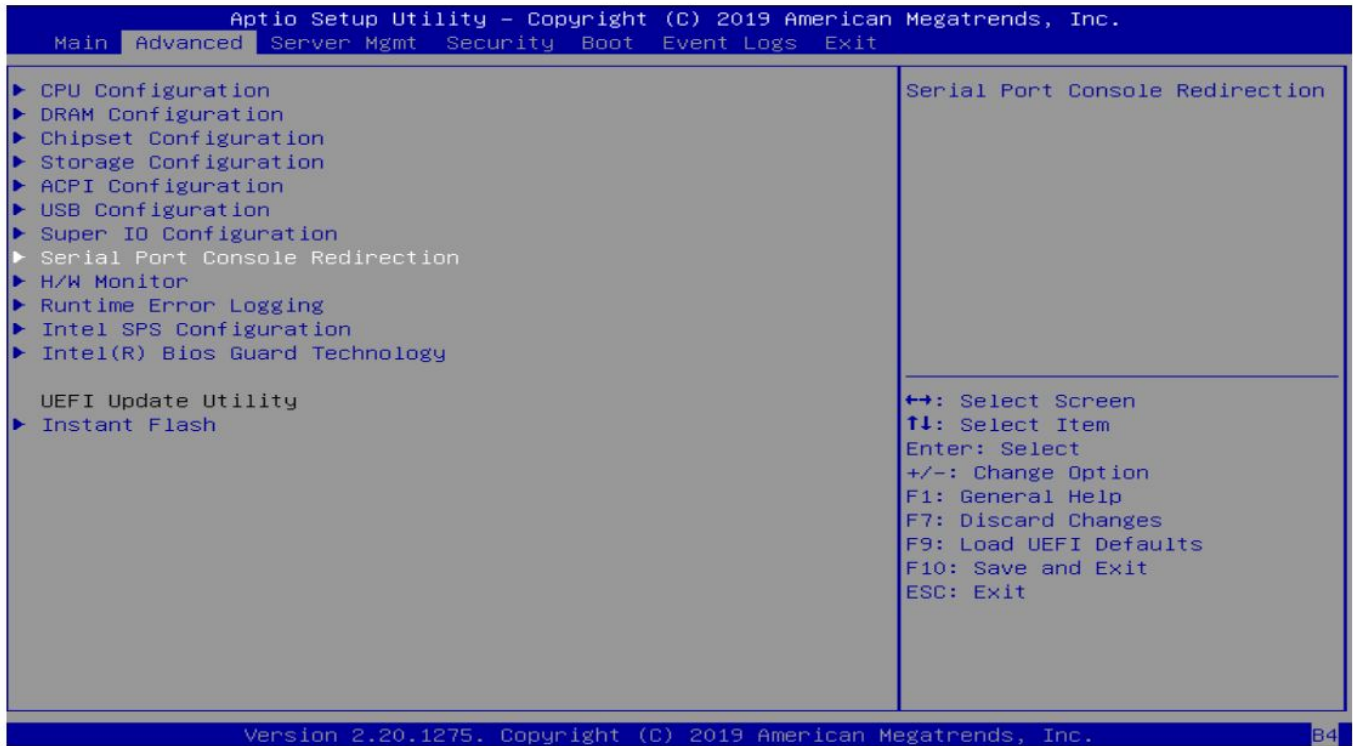 Aptio Setup Utility – Copyright (C) 2019 American Megatrends, Inc.
Main Advanced Server Mgmt Security Boot Event Logs Exit
► CPU Configuration
► DRAM Configuration
► Chipset Configuration
► Storage Configuration
► ACPI Configuration
► USB Configuration
► Super IO Configuration
► Serial Port Console Redirection
► H/W Monitor
► Runtime Error Logging
► Intel SPS Configuration
► Intel(R) Bios Guard Technology
UEFI Update Utility
► Instant Flash
Serial Port Console Redirection
↔: Select Screen
↑↓: Select Item
Enter: Select
+/-: Change Option
F1: General Help
F7: Discard Changes
F9: Load UEFI Defaults
F10: Save and Exit
ESC: Exit
Version 2.20.1275. Copyright (C) 2019 American Megatrends, Inc.
B4